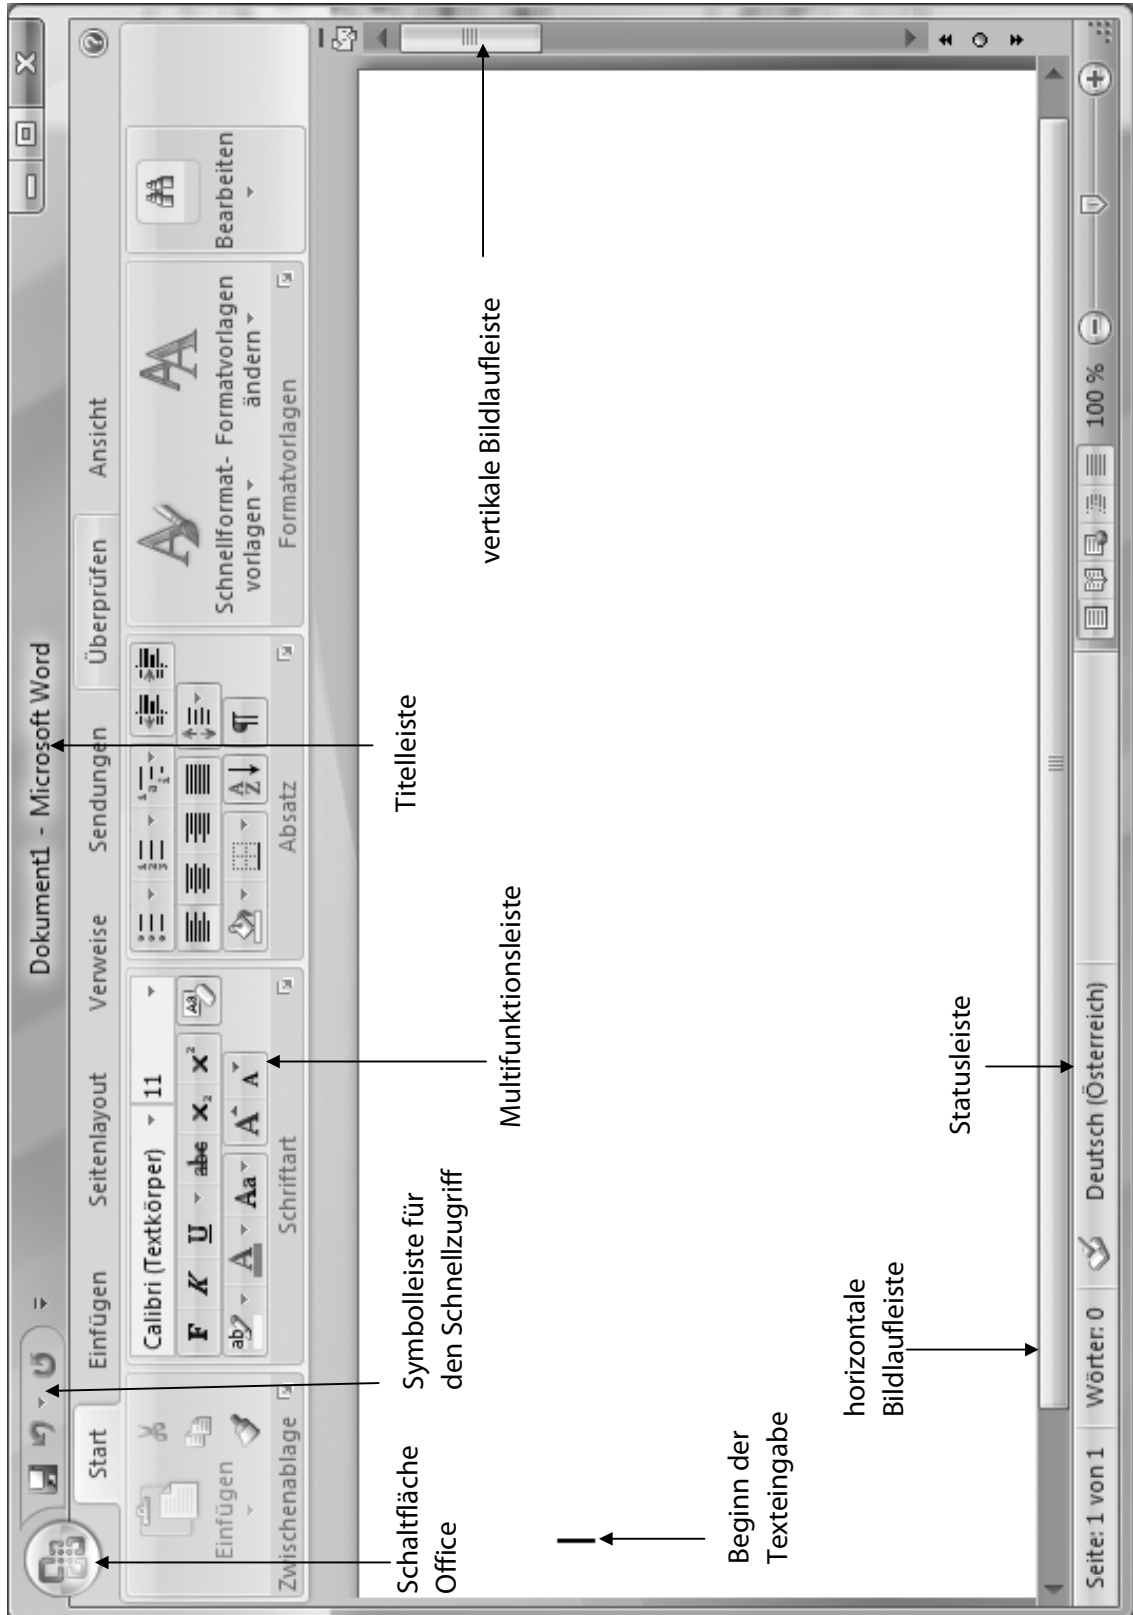 Dokument1 - Microsoft Word
Start Einfügen Seitenlayout Verweise Sendungen Überprüfen Ansicht
Calibri (Textkörper) 11
F K U abc x₂ x² Aa
ab A Aa A A
A Z ¶
Einfügen
Schnellformat-
vorlagen
Formatvorlagen
ändern
Bearbeiten
Zwischenablage Schriftart Absatz Formatvorlagen
Schaltfläche
Office
Symbolleiste für
den Schnellzugriff
Titelleiste
Multifunktionsleiste
vertikale Bildlaufleiste
Beginn der
Texteingabe
horizontale
Bildlaufleiste
Statusleiste
Seite: 1 von 1 Wörter: 0 Deutsch (Österreich) 100 %